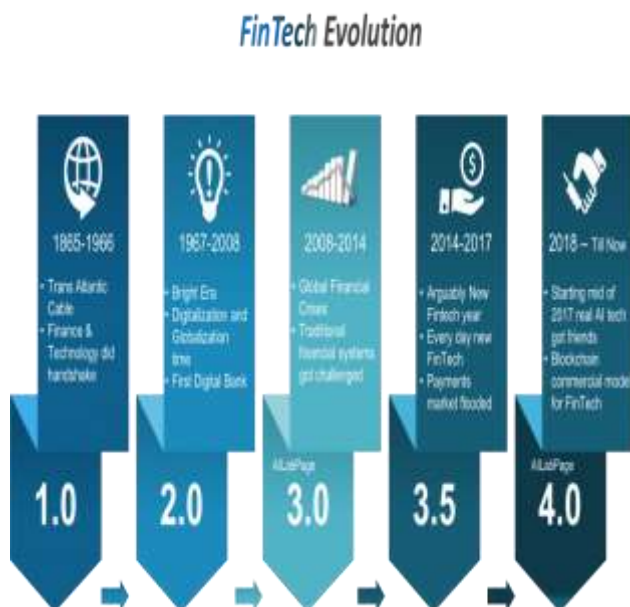 FinTech Evolution
1865-1966
• Trans Atlantic
Cable
• Finance &
Technology did
handshake
1.0
1967-2008
• Bright Era
• Digitalization and
Globalization
time
• First Digital Bank
2.0
2008-2014
• Global Financial
Crises
• Traditional
financial systems
got challenged
AILabPage
3.0
2014-2017
• Arguably New
Fintech year
• Every day new
FinTech
• Payments
market flooded
3.5
2018 – Till Now
• Starting mid of
2017 real AI tech
got friends
• Blockchain
commercial model
for FinTech
AILabPage
4.0